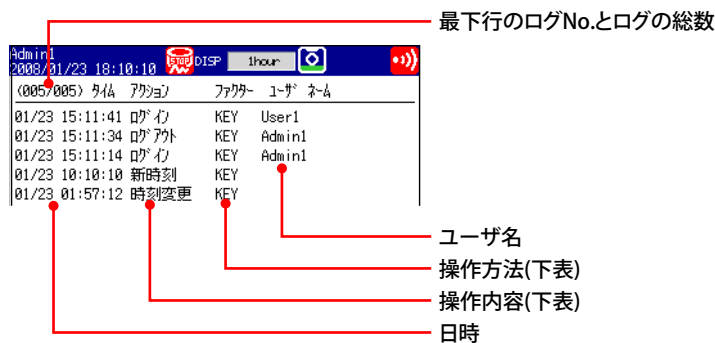 最下行のログNo.とログの総数
Admin1
2008/01/23 18:10:10 STOP DISP 1hour
(005/005) タイム アクション ファクター ユーザ ネーム
01/23 15:11:41 ログイン KEY User1
01/23 15:11:34 ログアウト KEY Admin1
01/23 15:11:14 ログイン KEY Admin1
01/23 10:10:10 新時刻 KEY
01/23 01:57:12 時刻変更 KEY
ユーザ名
操作方法(下表)
操作内容(下表)
日時